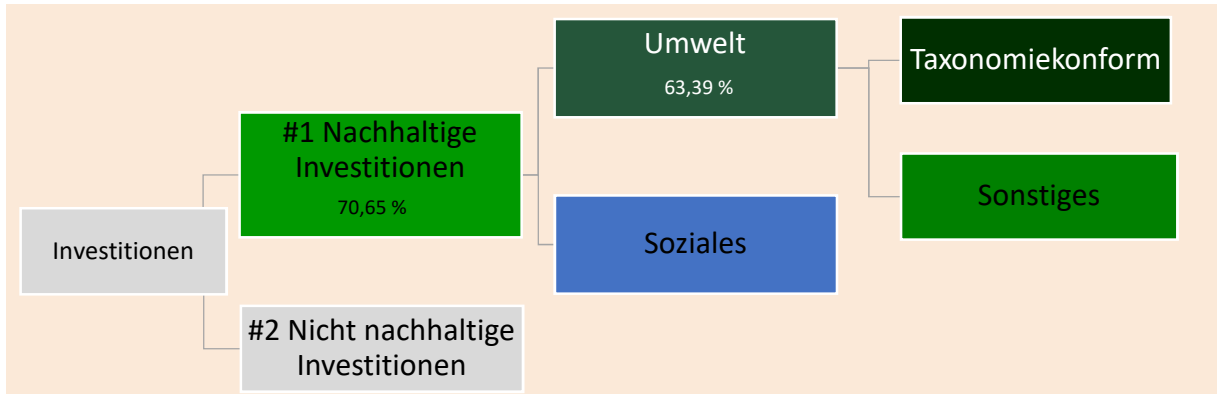 Investitionen
#1 Nachhaltige
Investitionen
70,65 %
#2 Nicht nachhaltige
Investitionen
Umwelt
63,39 %
Soziales
Taxonomiekonform
Sonstiges